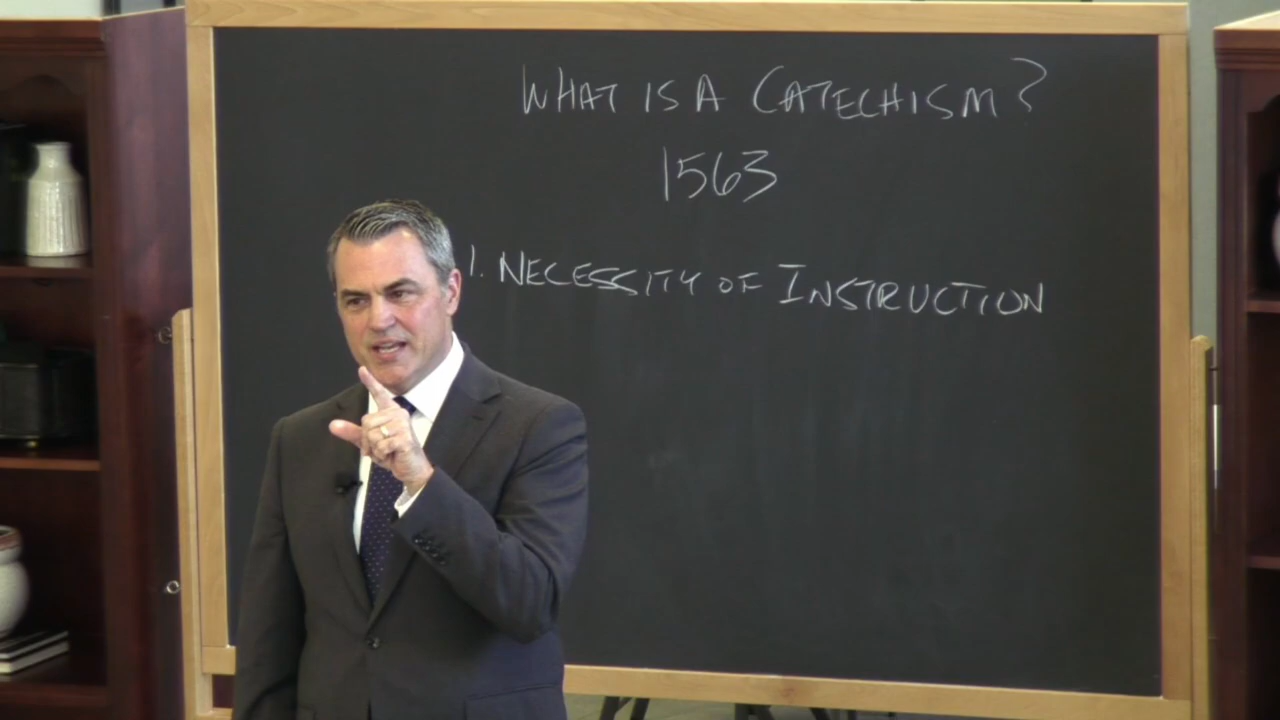 WHAT IS A CATECHISM?
1563
1. NECESSITY OF INSTRUCTION